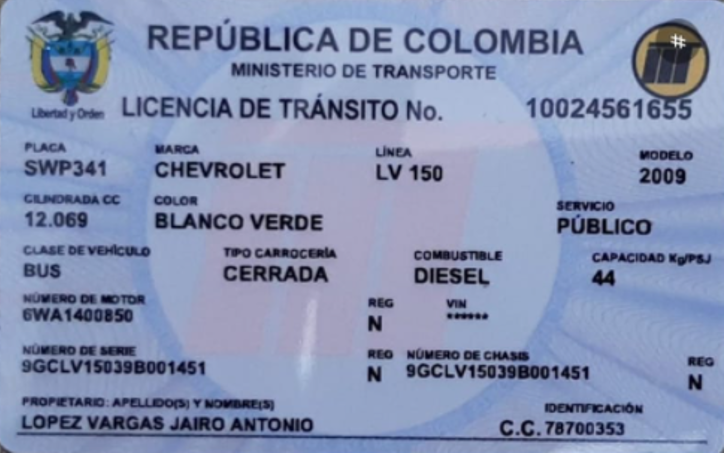 REPÚBLICA DE COLOMBIA
MINISTERIO DE TRANSPORTE
Libertad y Orden
LICENCIA DE TRÁNSITO No. 10024561655
PLACA MARCA LÍNEA MODELO
SWP341 CHEVROLET LV 150 2009
CILINDRADA CC COLOR SERVICIO
12.069 BLANCO VERDE PÚBLICO
CLASE DE VEHÍCULO TIPO CARROCERÍA COMBUSTIBLE CAPACIDAD Kg/PSJ
BUS CERRADA DIESEL 44
NÚMERO DE MOTOR REG VIN
6WA1400850 N ******
NÚMERO DE SERIE REG NÚMERO DE CHASIS REG
9GCLV15039B001451 N 9GCLV15039B001451 N
PROPIETARIO: APELLIDO(S) Y NOMBRE(S) IDENTIFICACIÓN
LOPEZ VARGAS JAIRO ANTONIO C.C. 78700353